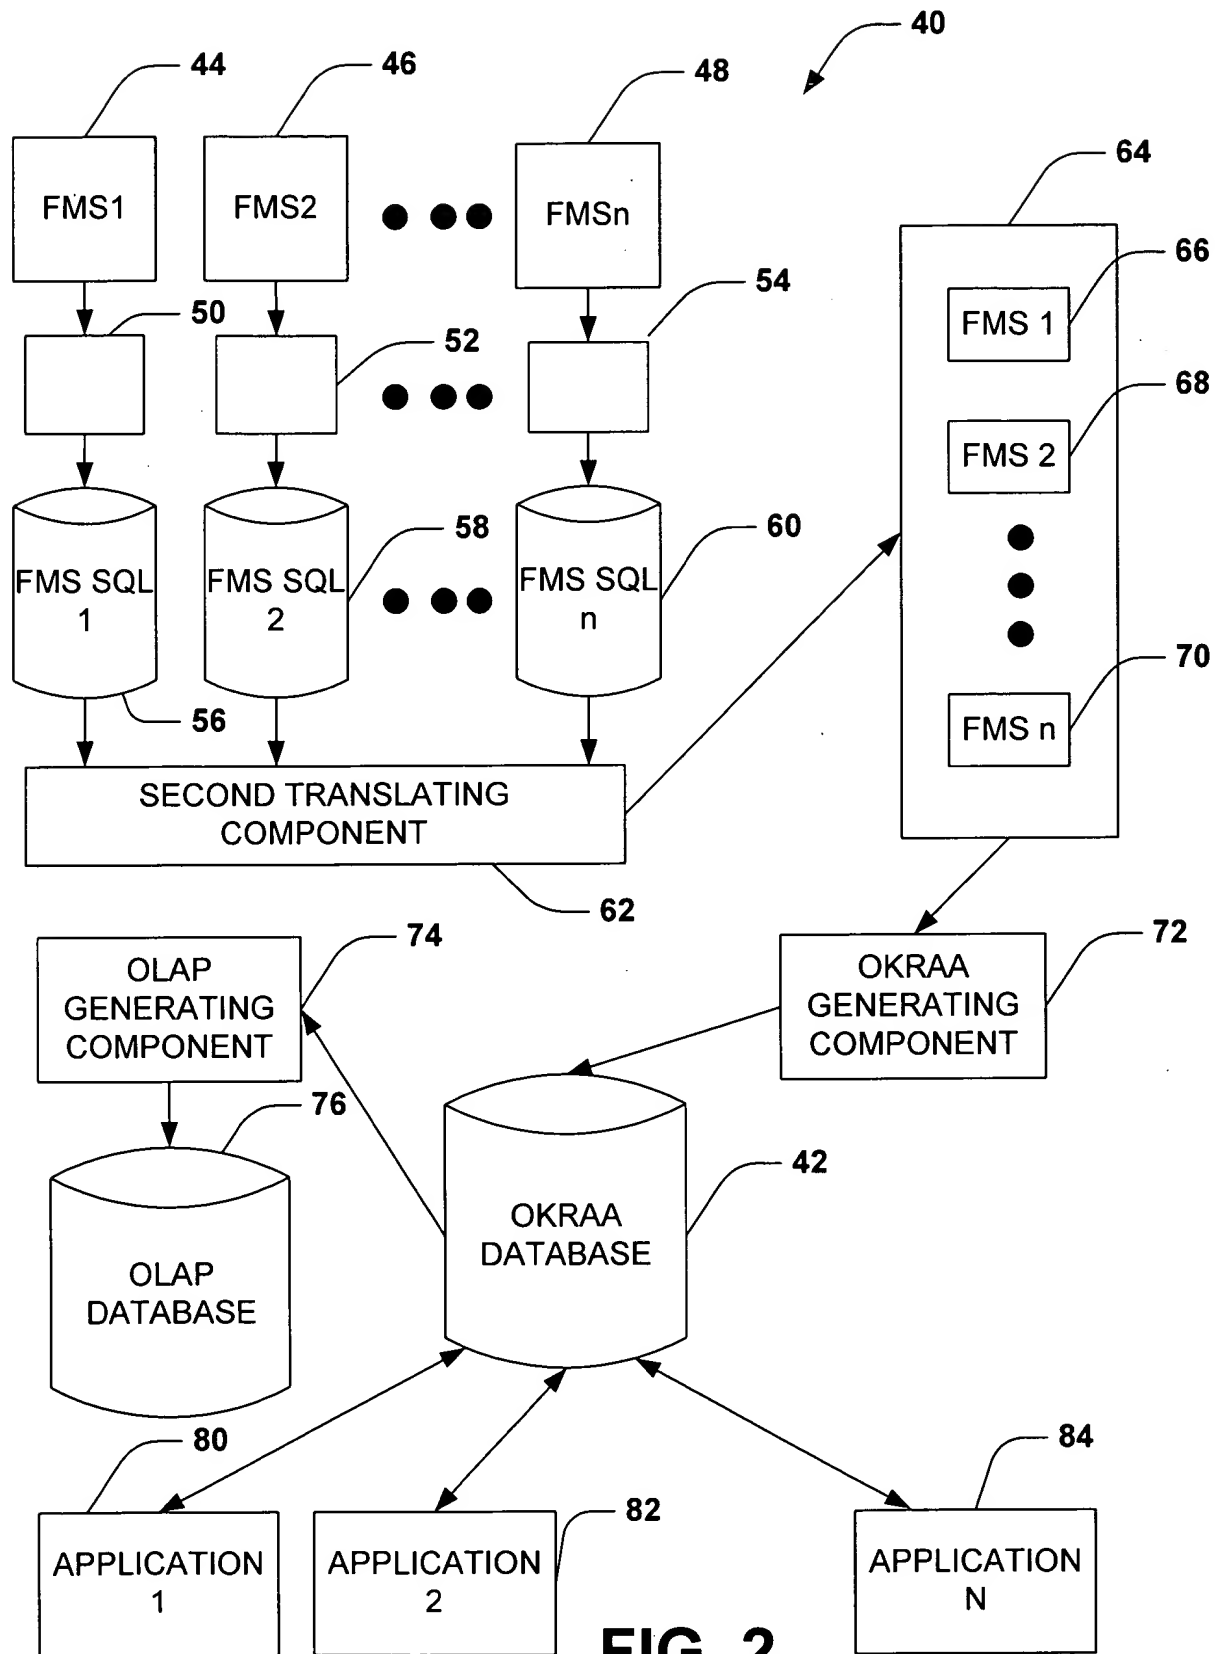 40
44
46
48
64
FMS1
FMS2
FMSn
66
FMS 1
50
52
54
68
FMS 2
58
60
FMS SQL
1
FMS SQL
2
FMS SQL
n
70
FMS n
56
SECOND TRANSLATING
COMPONENT
62
74
72
OLAP
GENERATING
COMPONENT
OKRAA
GENERATING
COMPONENT
76
42
OKRAA
DATABASE
OLAP
DATABASE
80
84
82
APPLICATION
1
APPLICATION
2
APPLICATION
N
FIG. 2